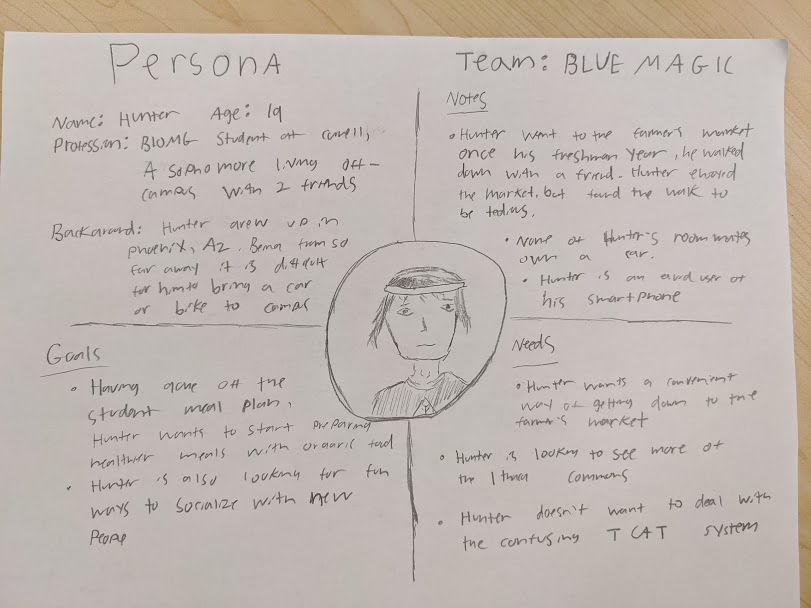 Persona
Name: Hunter Age: 19
Profession: BIOMG Student at Cornell,
A sophomore living off-
campus with 2 friends
Background: Hunter grew up in
phoenix, AZ. Being from so
far away it is difficult
for him to bring a car
or bike to campus
Team: BLUE MAGIC
Notes
• Hunter went to the farmer's market
once his freshman year, he walked
down with a friend. Hunter enjoyed
the market, but found the walk to
be tedius.
• None of Hunter's roommates
own a car.
• Hunter is an avid user of
his smartphone
Goals
• Having gone off the
student meal plan,
Hunter wants to start preparing
healthier meals with organic food
• Hunter is also looking for fun
ways to socialize with new
people
Needs
• Hunter wants a convenient
way of getting down to the
farmer's market
• Hunter is looking to see more of
the Ithaca commons
• Hunter doesn't want to deal with
the confusing TCAT system